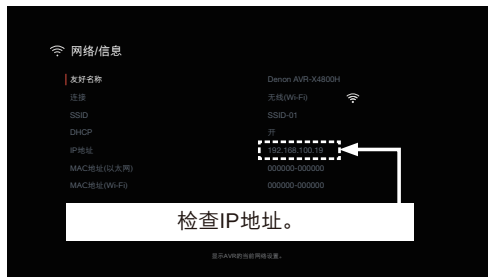 网络/信息
友好名称 Denon AVR-X4800H
连接 无线(Wi-Fi)
SSID SSID-01
DHCP 开
IP地址 192.168.100.19
MAC地址(以太网) 000000-000000
MAC地址(Wi-Fi) 000000-000000
检查IP地址。
显示AVR的当前网络设置。